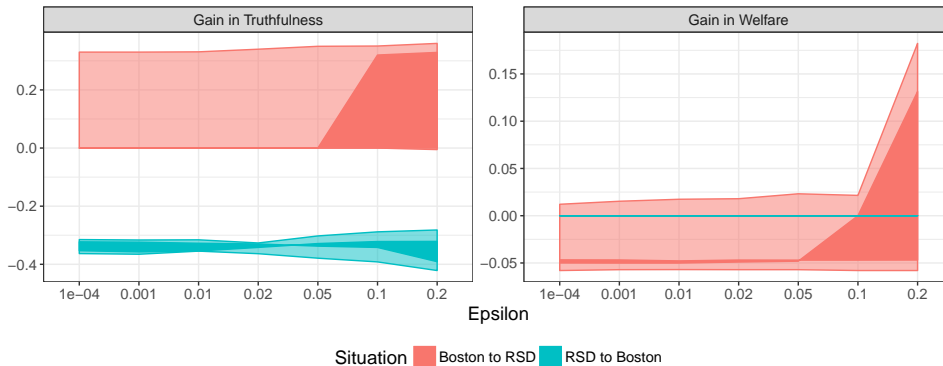 Gain in Truthfulness
Gain in Welfare
0.2
0.0
−0.2
−0.4
1e−04 0.001 0.01 0.02 0.05 0.1 0.2
0.15
0.10
0.05
0.00
−0.05
1e−04 0.001 0.01 0.02 0.05 0.1 0.2
Epsilon
Situation Boston to RSD RSD to Boston